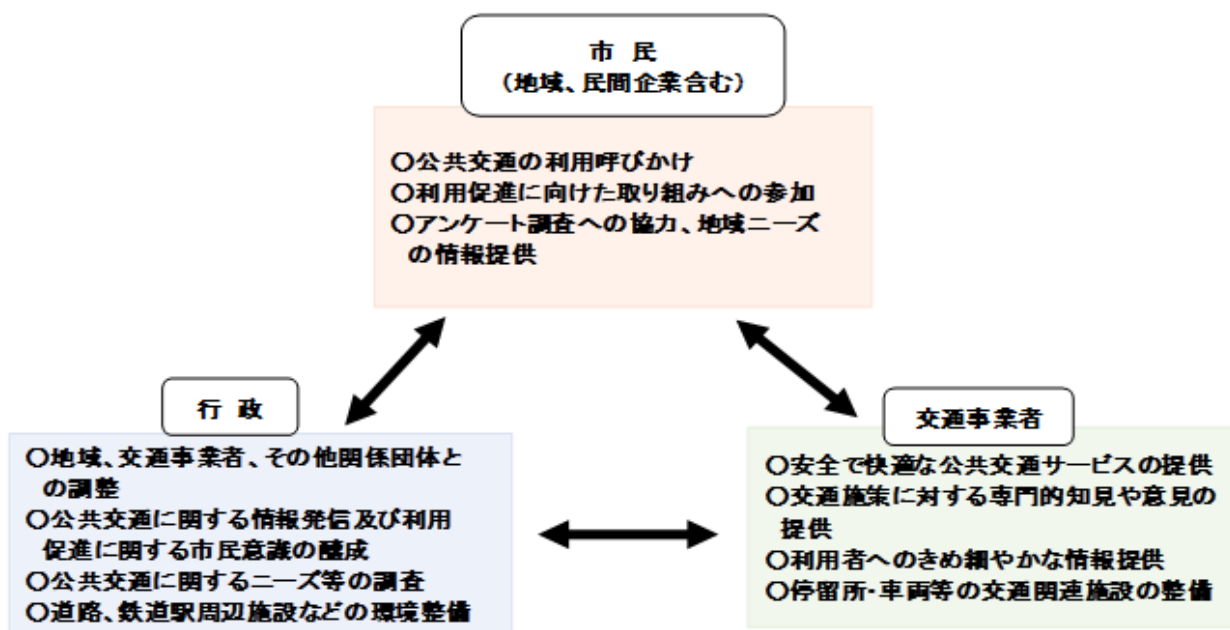 市 民
（地域、民間企業含む）
〇公共交通の利用呼びかけ
〇利用促進に向けた取り組みへの参加
〇アンケート調査への協力、地域ニーズ
の情報提供
行 政
〇地域、交通事業者、その他関係団体と
の調整
〇公共交通に関する情報発信及び利用
促進に関する市民意識の醸成
〇公共交通に関するニーズ等の調査
〇道路、鉄道駅周辺施設などの環境整備
交通事業者
〇安全で快適な公共交通サービスの提供
〇交通施策に対する専門的知見や意見の
提供
〇利用者へのきめ細やかな情報提供
〇停留所・車両等の交通関連施設の整備